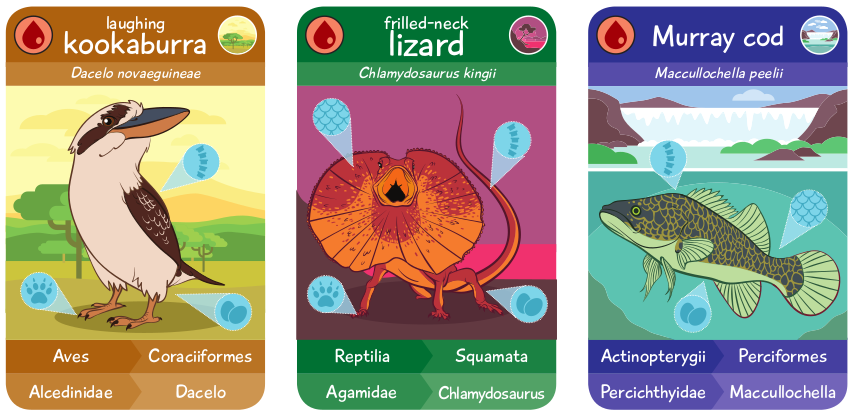 laughing
kookaburra
Dacelo novaeguineae
Aves
Coraciiformes
Alcedinidae
Dacelo
frilled-neck
lizard
Chlamydosaurus kingii
Reptilia
Squamata
Agamidae
Chlamydosaurus
Murray cod
Maccullochella peelii
Actinopterygii
Perciformes
Percichthyidae
Maccullochella